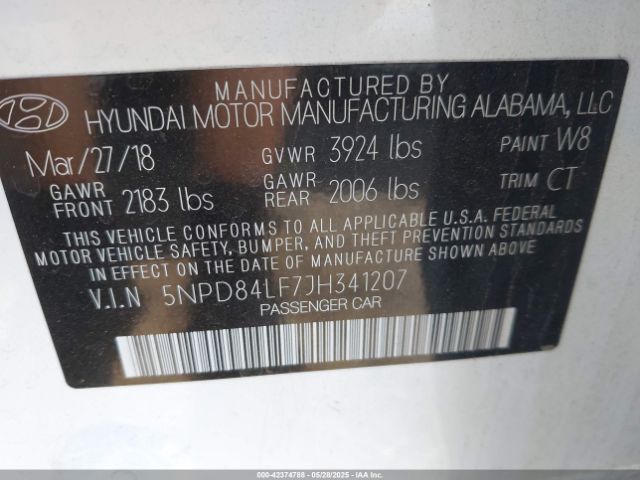 MANUFACTURED BY
HYUNDAI MOTOR MANUFACTURING ALABAMA, LLC
Mar/27/18 GVWR 3924 lbs PAINT W8
GAWR FRONT 2183 lbs GAWR REAR 2006 lbs TRIM CT
THIS VEHICLE CONFORMS TO ALL APPLICABLE U.S.A. FEDERAL
MOTOR VEHICLE SAFETY, BUMPER, AND THEFT PREVENTION STANDARDS
IN EFFECT ON THE DATE OF MANUFACTURE SHOWN ABOVE
V.I.N 5NPD84LF7JH341207
PASSENGER CAR
000-42374788 05/28/2025 IAAI.COM